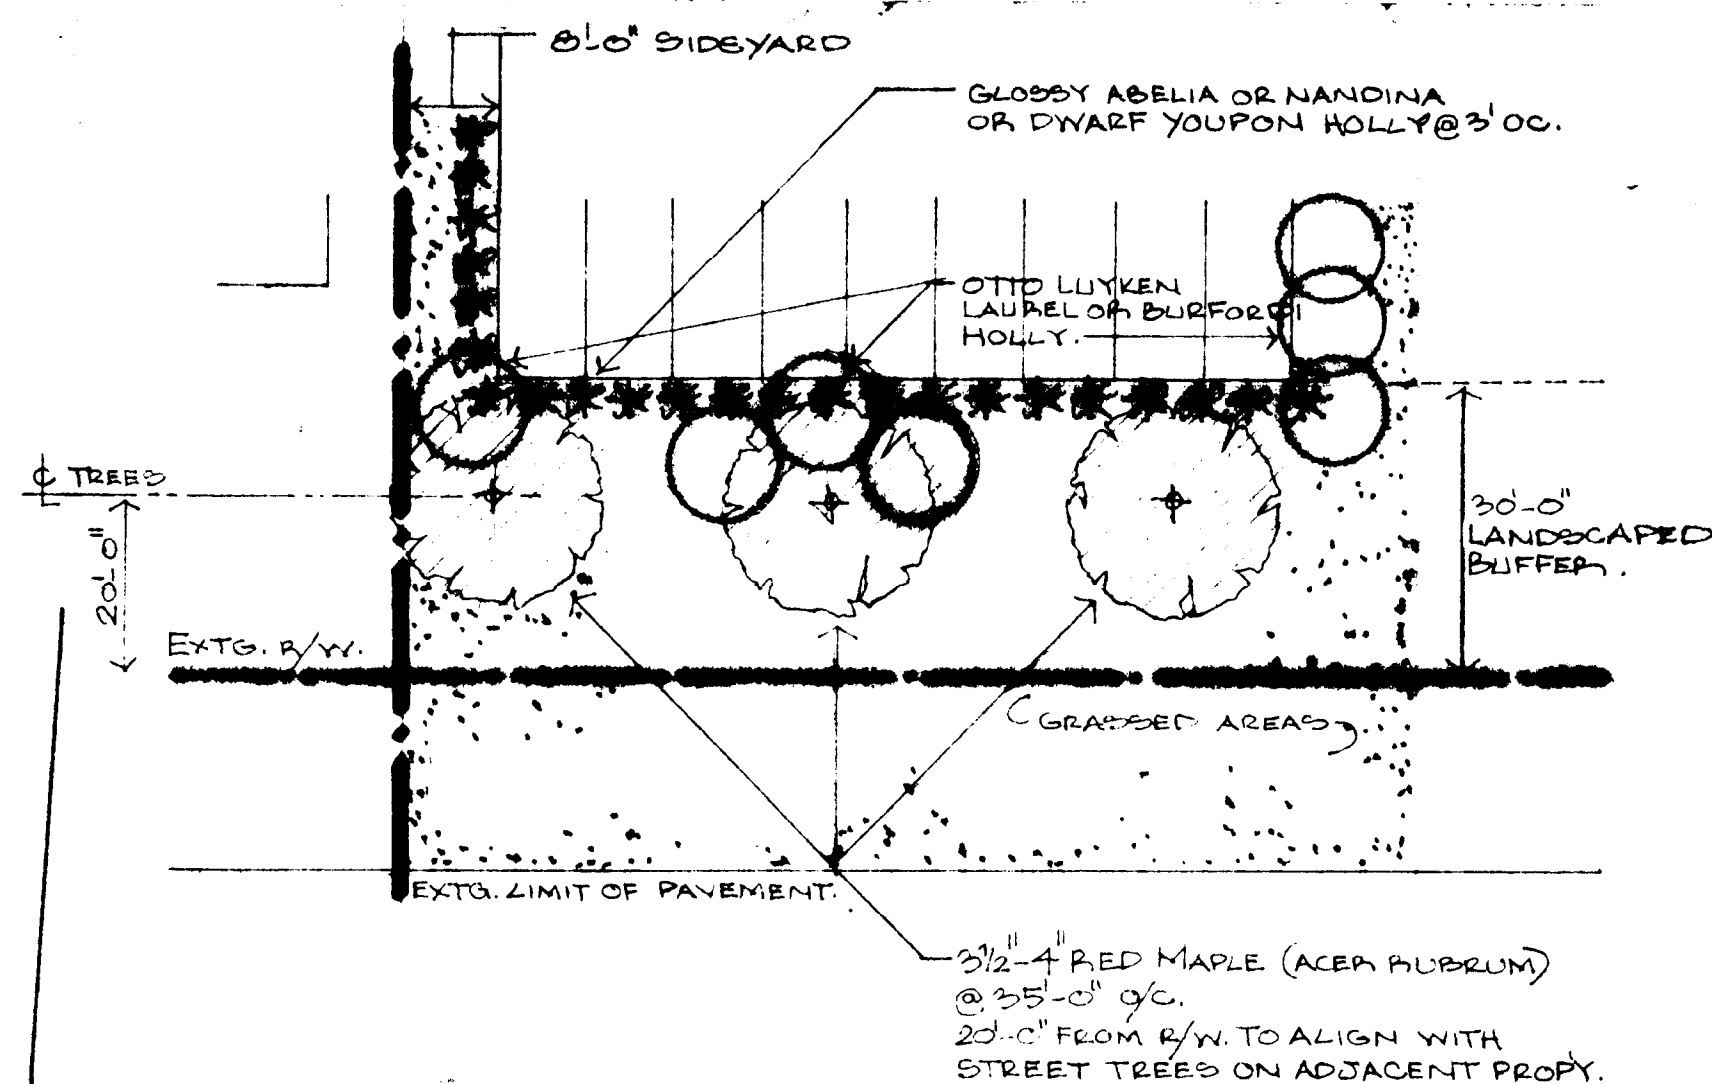 8'-0" SIDEYARD
GLOSSY ABELIA OR NANDINA
OR DWARF YOUPON HOLLY @ 3' OC.
OTTO LUYKEN
LAUREL OR BURFORDI
HOLLY.
℄ TREES
20'-0"
30'-0"
LANDSCAPED
BUFFER.
EXTG. R/W.
GRASSED AREAS
EXTG. LIMIT OF PAVEMENT.
3½"-4" RED MAPLE (ACER RUBRUM)
@ 35'-0" O/C.
20'-0" FROM R/W. TO ALIGN WITH
STREET TREES ON ADJACENT PROP'Y.